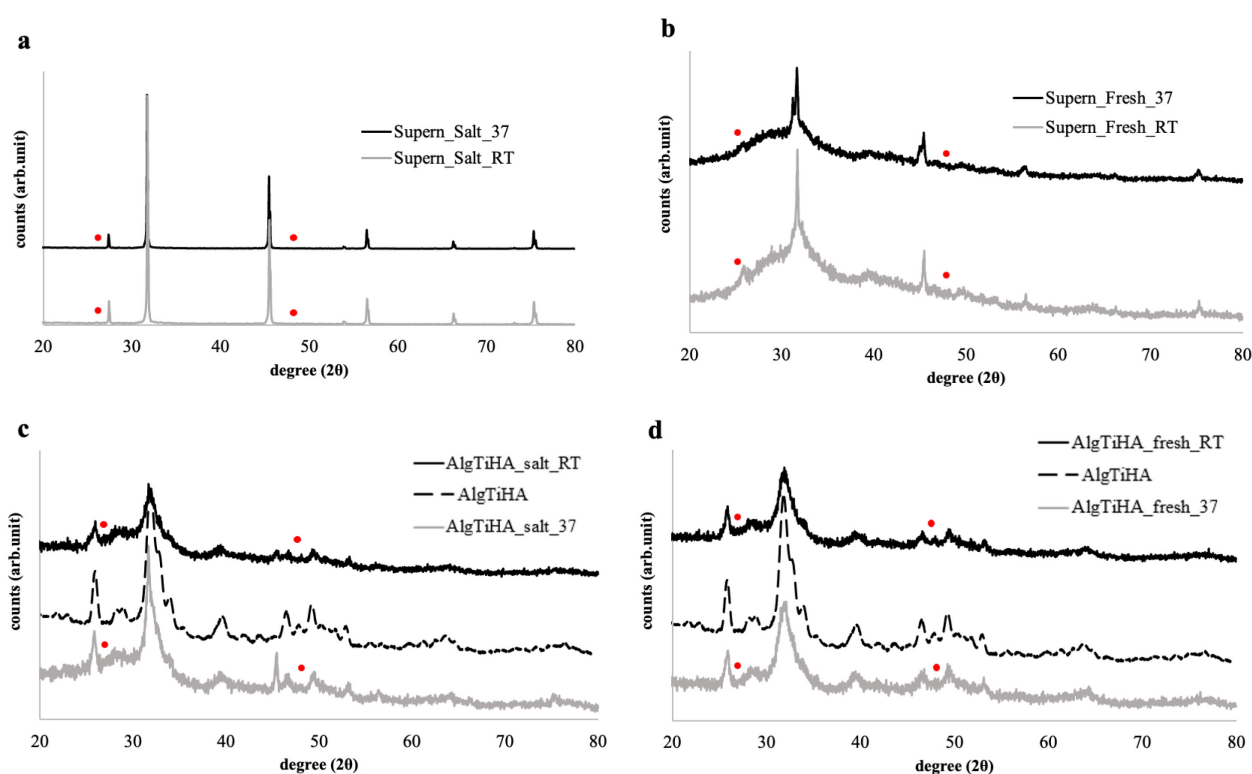 a
counts (arb.unit)
Supern_Salt_37
Supern_Salt_RT
20 30 40 50 60 70 80
degree (2θ)
b
counts (arb.unit)
Supern_Fresh_37
Supern_Fresh_RT
20 30 40 50 60 70 80
degree (2θ)
c
counts (arb.unit)
AlgTiHA_salt_RT
AlgTiHA
AlgTiHA_salt_37
20 30 40 50 60 70 80
degree (2θ)
d
counts (arb.unit)
AlgTiHA_fresh_RT
AlgTiHA
AlgTiHA_fresh_37
20 30 40 50 60 70 80
degree (2θ)